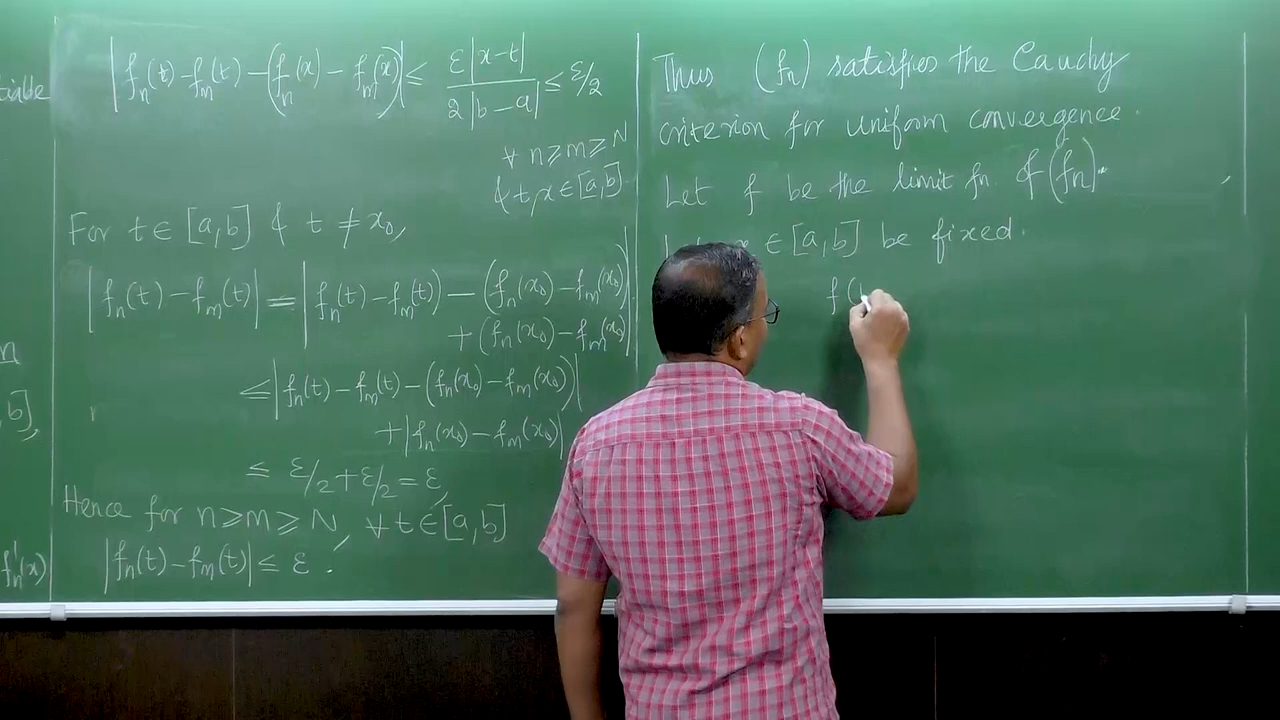 tiable
n
,b],
f'n(x)
|fn(t) - fm(t) - (fn(x) - fm(x))| ≤ ε|x-t| / 2|b-a| ≤ ε/2
∀ n ≥ m ≥ N
& t, x ∈ [a,b]
For t ∈ [a,b] & t ≠ x₀,
|fn(t) - fm(t)| = |fn(t) - fm(t) - (fn(x₀) - fm(x₀))
+ (fn(x₀) - fm(x₀)|
≤ |fn(t) - fm(t) - (fn(x₀) - fm(x₀))|
+ |fn(x₀) - fm(x₀)|
≤ ε/2 + ε/2 = ε,
Hence for n ≥ m ≥ N, ∀ t ∈ [a,b]
|fn(t) - fm(t)| ≤ ε.
Thus (fn) satisfies the Cauchy
criterion for uniform convergence.
Let f be the limit fn. of (fn).
∈ [a,b] be fixed.
f(